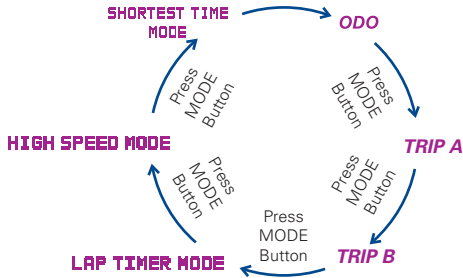 SHORTEST TIME
MODE
ODO
Press
MODE
Button
TRIP A
Press
MODE
Button
TRIP B
Press
MODE
Button
LAP TIMER MODE
Press
MODE
Button
HIGH SPEED MODE
Press
MODE
Button